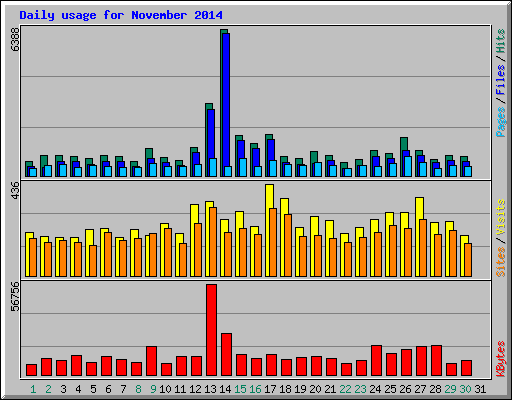 Daily usage for November 2014
6388
Pages / Files / Hits
436
Sites / Visits
56756
KBytes
1 2 3 4 5 6 7 8 9 10 11 12 13 14 15 16 17 18 19 20 21 22 23 24 25 26 27 28 29 30 31